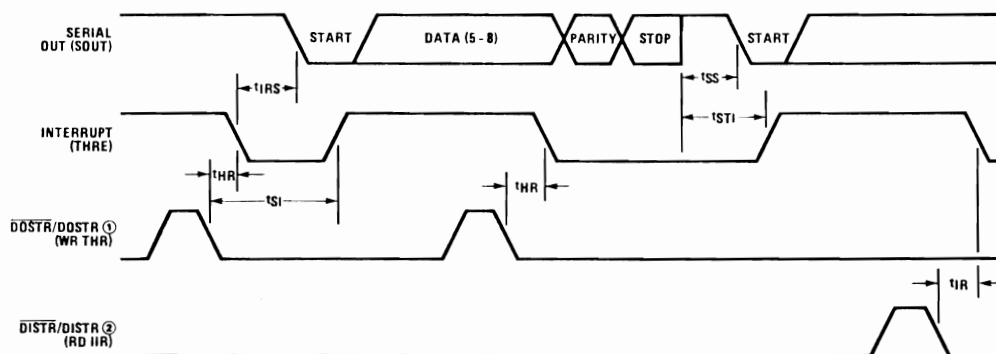 SERIAL
OUT (SOUT)
START
DATA (5 - 8)
PARITY
STOP
START
tIRS
tSS
tSTI
INTERRUPT
(THRE)
tHR
tSI
tHR
DOSTR/DOSTR ①
(WR THR)
tIR
DISTR/DISTR ②
(RD IIR)